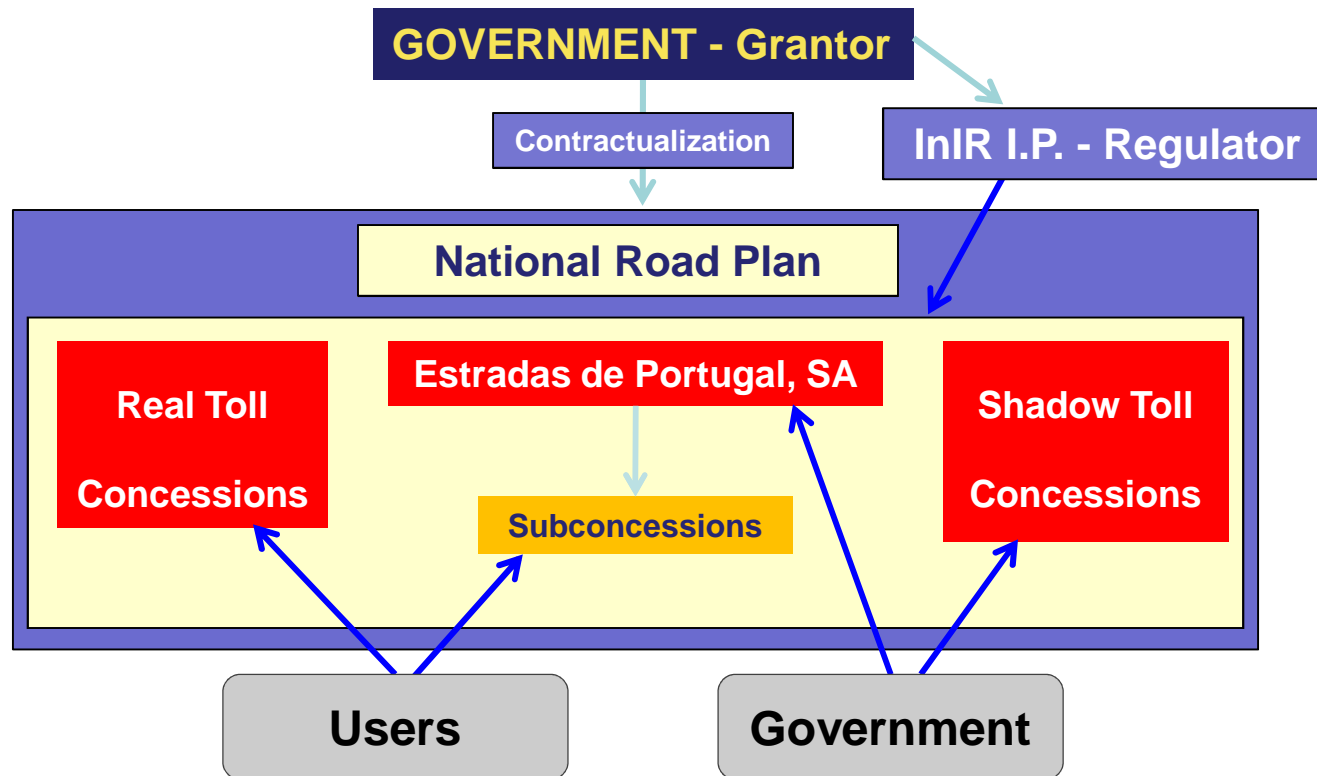 GOVERNMENT - Grantor
Contractualization
InIR I.P. - Regulator
National Road Plan
Real Toll
Concessions
Estradas de Portugal, SA
Subconcessions
Shadow Toll
Concessions
Users
Government